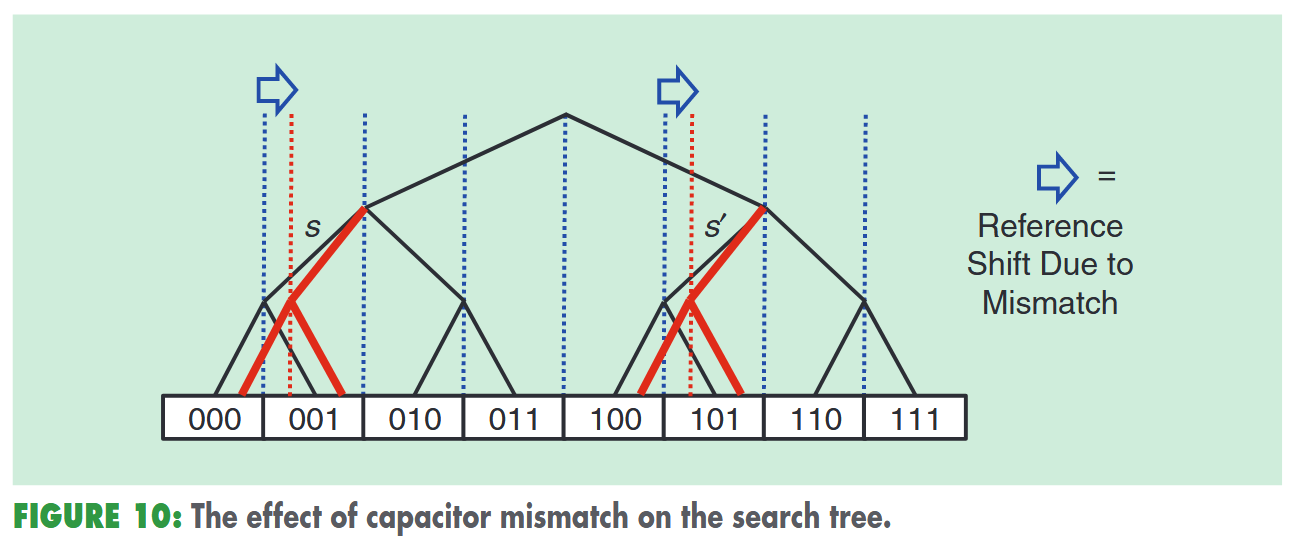 s
s′
=
Reference
Shift Due to
Mismatch
000 001 010 011 100 101 110 111
FIGURE 10: The effect of capacitor mismatch on the search tree.